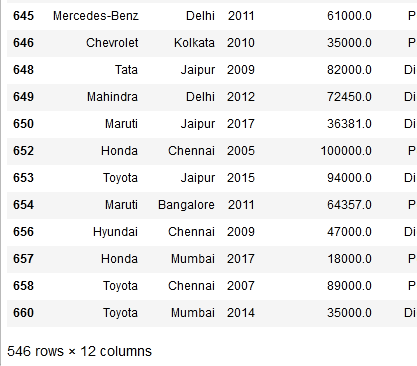 645 Mercedes-Benz Delhi 2011 61000.0 P
646 Chevrolet Kolkata 2010 35000.0 P
648 Tata Jaipur 2009 82000.0 Di
649 Mahindra Delhi 2012 72450.0 Di
650 Maruti Jaipur 2017 36381.0 Di
652 Honda Chennai 2005 100000.0 P
653 Toyota Jaipur 2015 94000.0 Di
654 Maruti Bangalore 2011 64357.0 P
656 Hyundai Chennai 2009 47000.0 Di
657 Honda Mumbai 2017 18000.0 P
658 Toyota Chennai 2007 89000.0 P
660 Toyota Mumbai 2014 35000.0 Di
546 rows × 12 columns